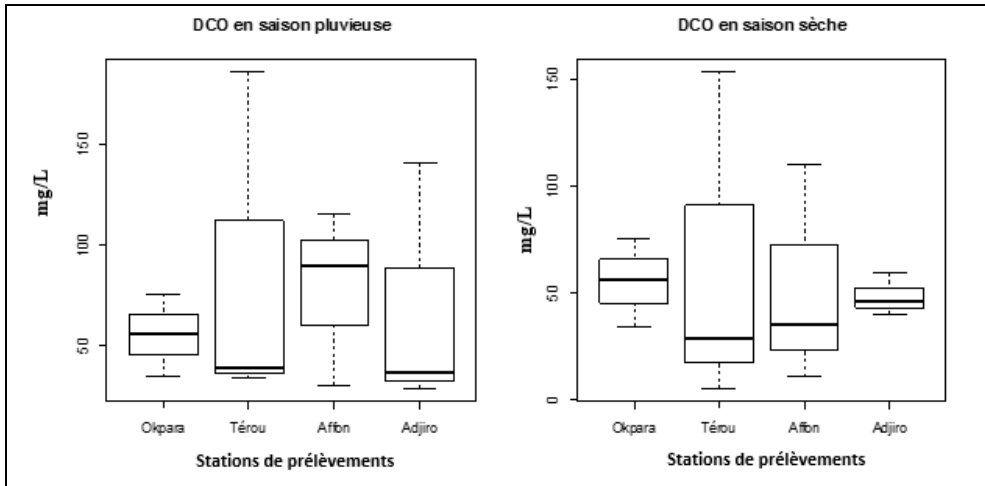 DCO en saison pluvieuse
mg/L
150
100
50
Okpara Térou Affon Adjiro
Stations de prélèvements
DCO en saison sèche
mg/L
150
100
50
0
Okpara Térou Affon Adjiro
Stations de prélèvements